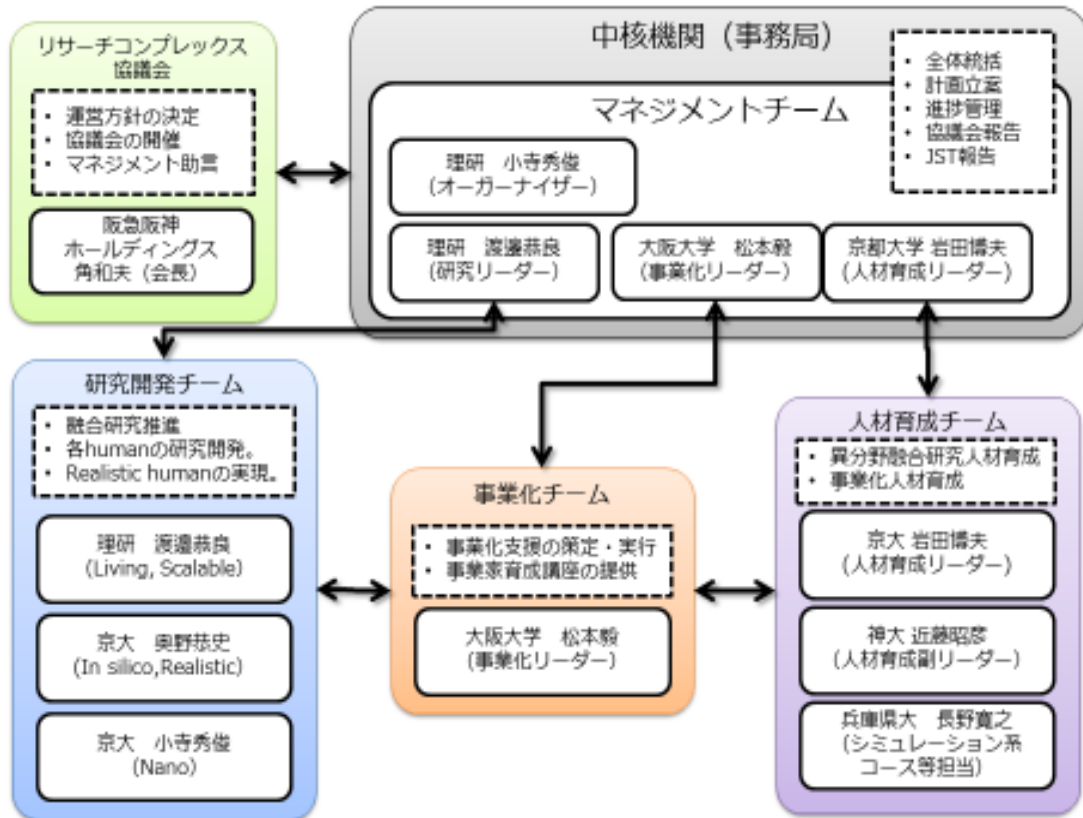 リサーチコンプレックス
協議会
• 運営方針の決定
• 協議会の開催
• マネジメント助言
阪急阪神
ホールディングス
角和夫（会長）
中核機関（事務局）
• 全体統括
• 計画立案
• 進捗管理
• 協議会報告
• JST報告
マネジメントチーム
理研　小寺秀俊
（オーガーナイザー）
理研　渡邉恭良
（研究リーダー）
大阪大学　松本毅
（事業化リーダー）
京都大学 岩田博夫
（人材育成リーダー）
研究開発チーム
• 融合研究推進
• 各humanの研究開発。
• Realistic humanの実現。
理研　渡邉恭良
(Living, Scalable)
京大　奥野恭史
(In silico,Realistic)
京大　小寺秀俊
(Nano)
事業化チーム
• 事業化支援の策定・実行
• 事業家育成講座の提供
大阪大学　松本毅
（事業化リーダー）
人材育成チーム
• 異分野融合研究人材育成
• 事業化人材育成
京大 岩田博夫
（人材育成リーダー）
神大 近藤昭彦
（人材育成副リーダー）
兵庫県大　長野寛之
（シミュレーション系
コース等担当）